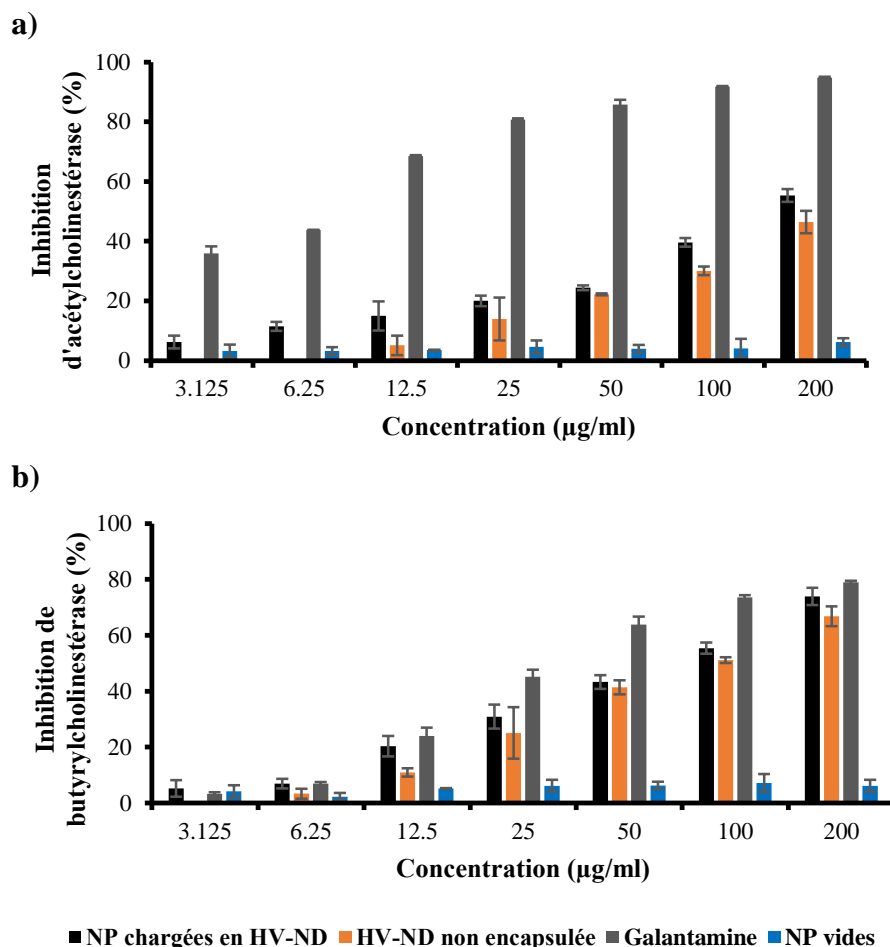 a)
Inhibition
d'acétylcholinestérase (%)
100
80
60
40
20
0
3.125 6.25 12.5 25 50 100 200
Concentration (µg/ml)
b)
Inhibition de
butyrylcholinestérase (%)
100
80
60
40
20
0
3.125 6.25 12.5 25 50 100 200
Concentration (µg/ml)
NP chargées en HV-ND HV-ND non encapsulée Galantamine NP vides